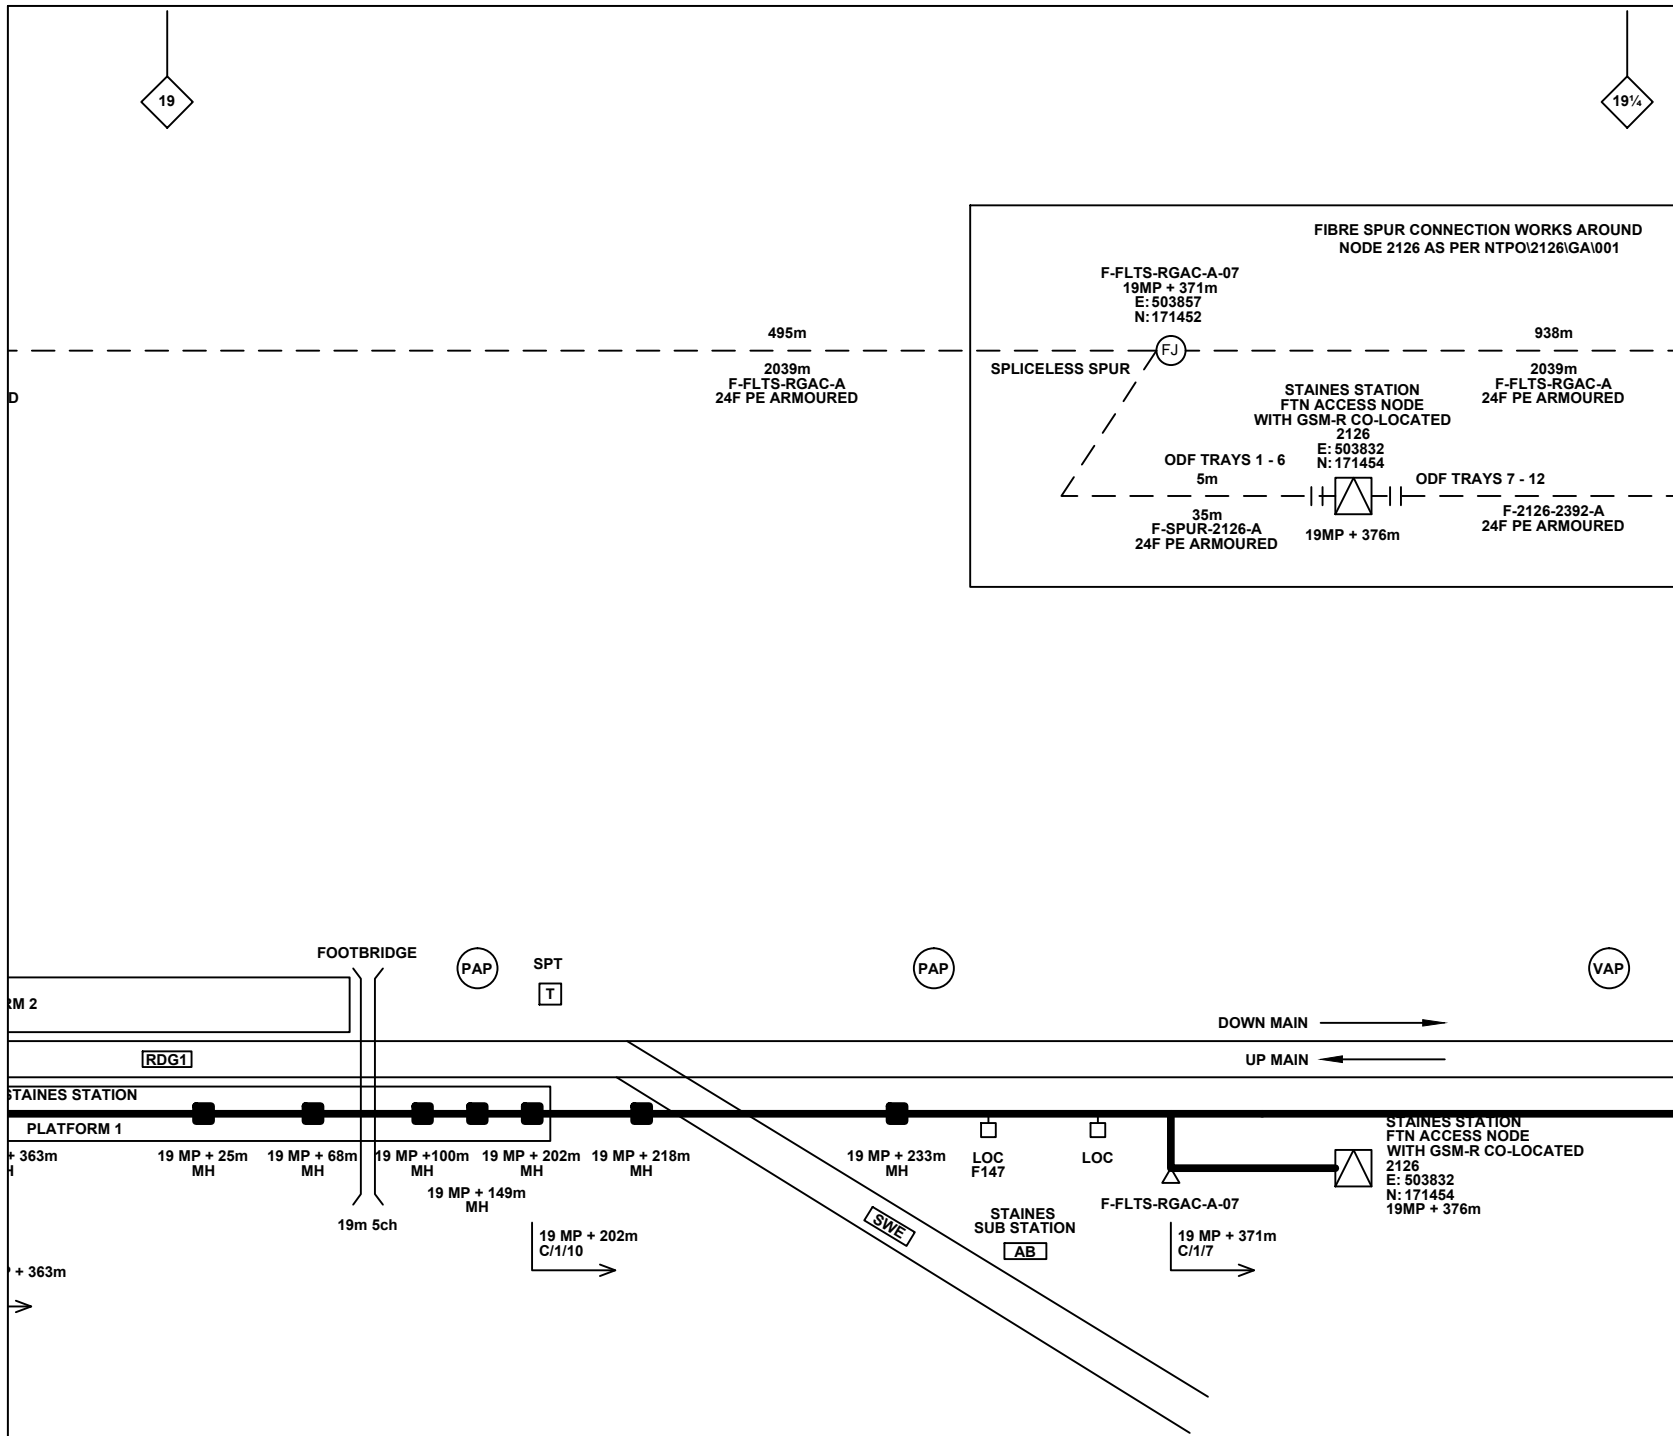 19
19¼
FIBRE SPUR CONNECTION WORKS AROUND
NODE 2126 AS PER NTPO\2126\GA\001
F-FLTS-RGAC-A-07
19MP + 371m
E: 503857
N: 171452
495m
FJ
938m
SPLICELESS SPUR
2039m
F-FLTS-RGAC-A
24F PE ARMOURED
2039m
F-FLTS-RGAC-A
24F PE ARMOURED
D
STAINES STATION
FTN ACCESS NODE
WITH GSM-R CO-LOCATED
2126
E: 503832
N: 171454
ODF TRAYS 1 - 6
5m
ODF TRAYS 7 - 12
35m
F-SPUR-2126-A
24F PE ARMOURED
19MP + 376m
F-2126-2392-A
24F PE ARMOURED
FOOTBRIDGE
PAP
SPT
T
PAP
VAP
RM 2
DOWN MAIN
RDG1
UP MAIN
STAINES STATION
PLATFORM 1
+ 363m
H
19 MP + 25m
MH
19 MP + 68m
MH
19 MP +100m
MH
19 MP + 149m
MH
19 MP + 202m
MH
19 MP + 218m
MH
19 MP + 233m
MH
LOC
F147
LOC
STAINES STATION
FTN ACCESS NODE
WITH GSM-R CO-LOCATED
2126
E: 503832
N: 171454
19MP + 376m
F-FLTS-RGAC-A-07
19m 5ch
19 MP + 202m
C/1/10
SWE
STAINES
SUB STATION
AB
19 MP + 371m
C/1/7
+ 363m